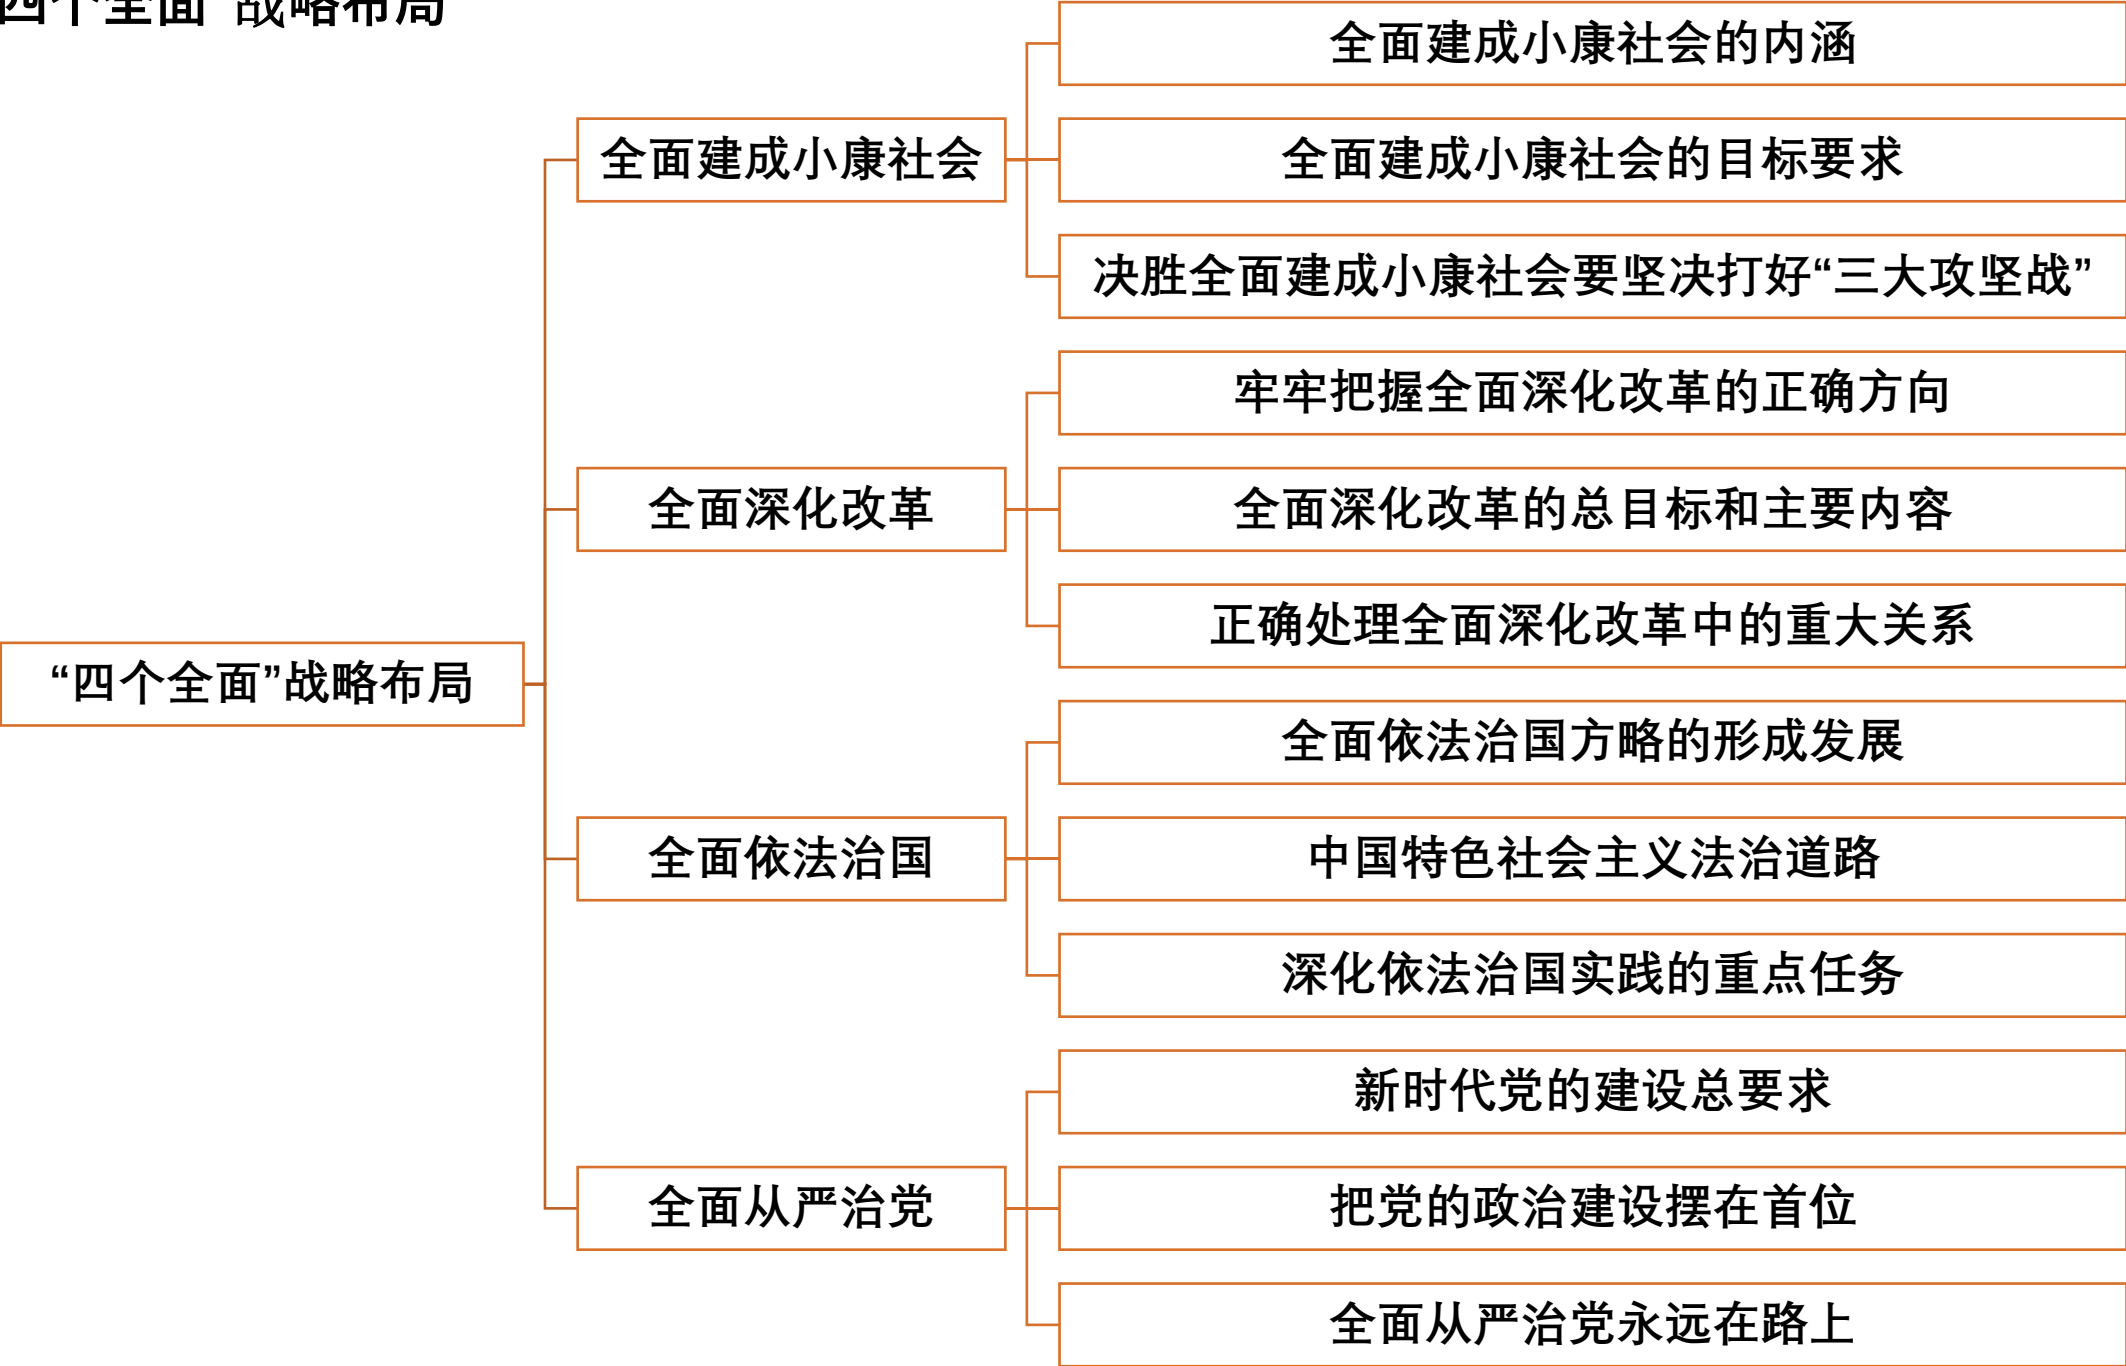 四个全面”战略布局
全面建成小康社会的内涵
全面建成小康社会
全面建成小康社会的目标要求
决胜全面建成小康社会要坚决打好“三大攻坚战”
牢牢把握全面深化改革的正确方向
全面深化改革
全面深化改革的总目标和主要内容
正确处理全面深化改革中的重大关系
“四个全面”战略布局
全面依法治国方略的形成发展
全面依法治国
中国特色社会主义法治道路
深化依法治国实践的重点任务
新时代党的建设总要求
全面从严治党
把党的政治建设摆在首位
全面从严治党永远在路上